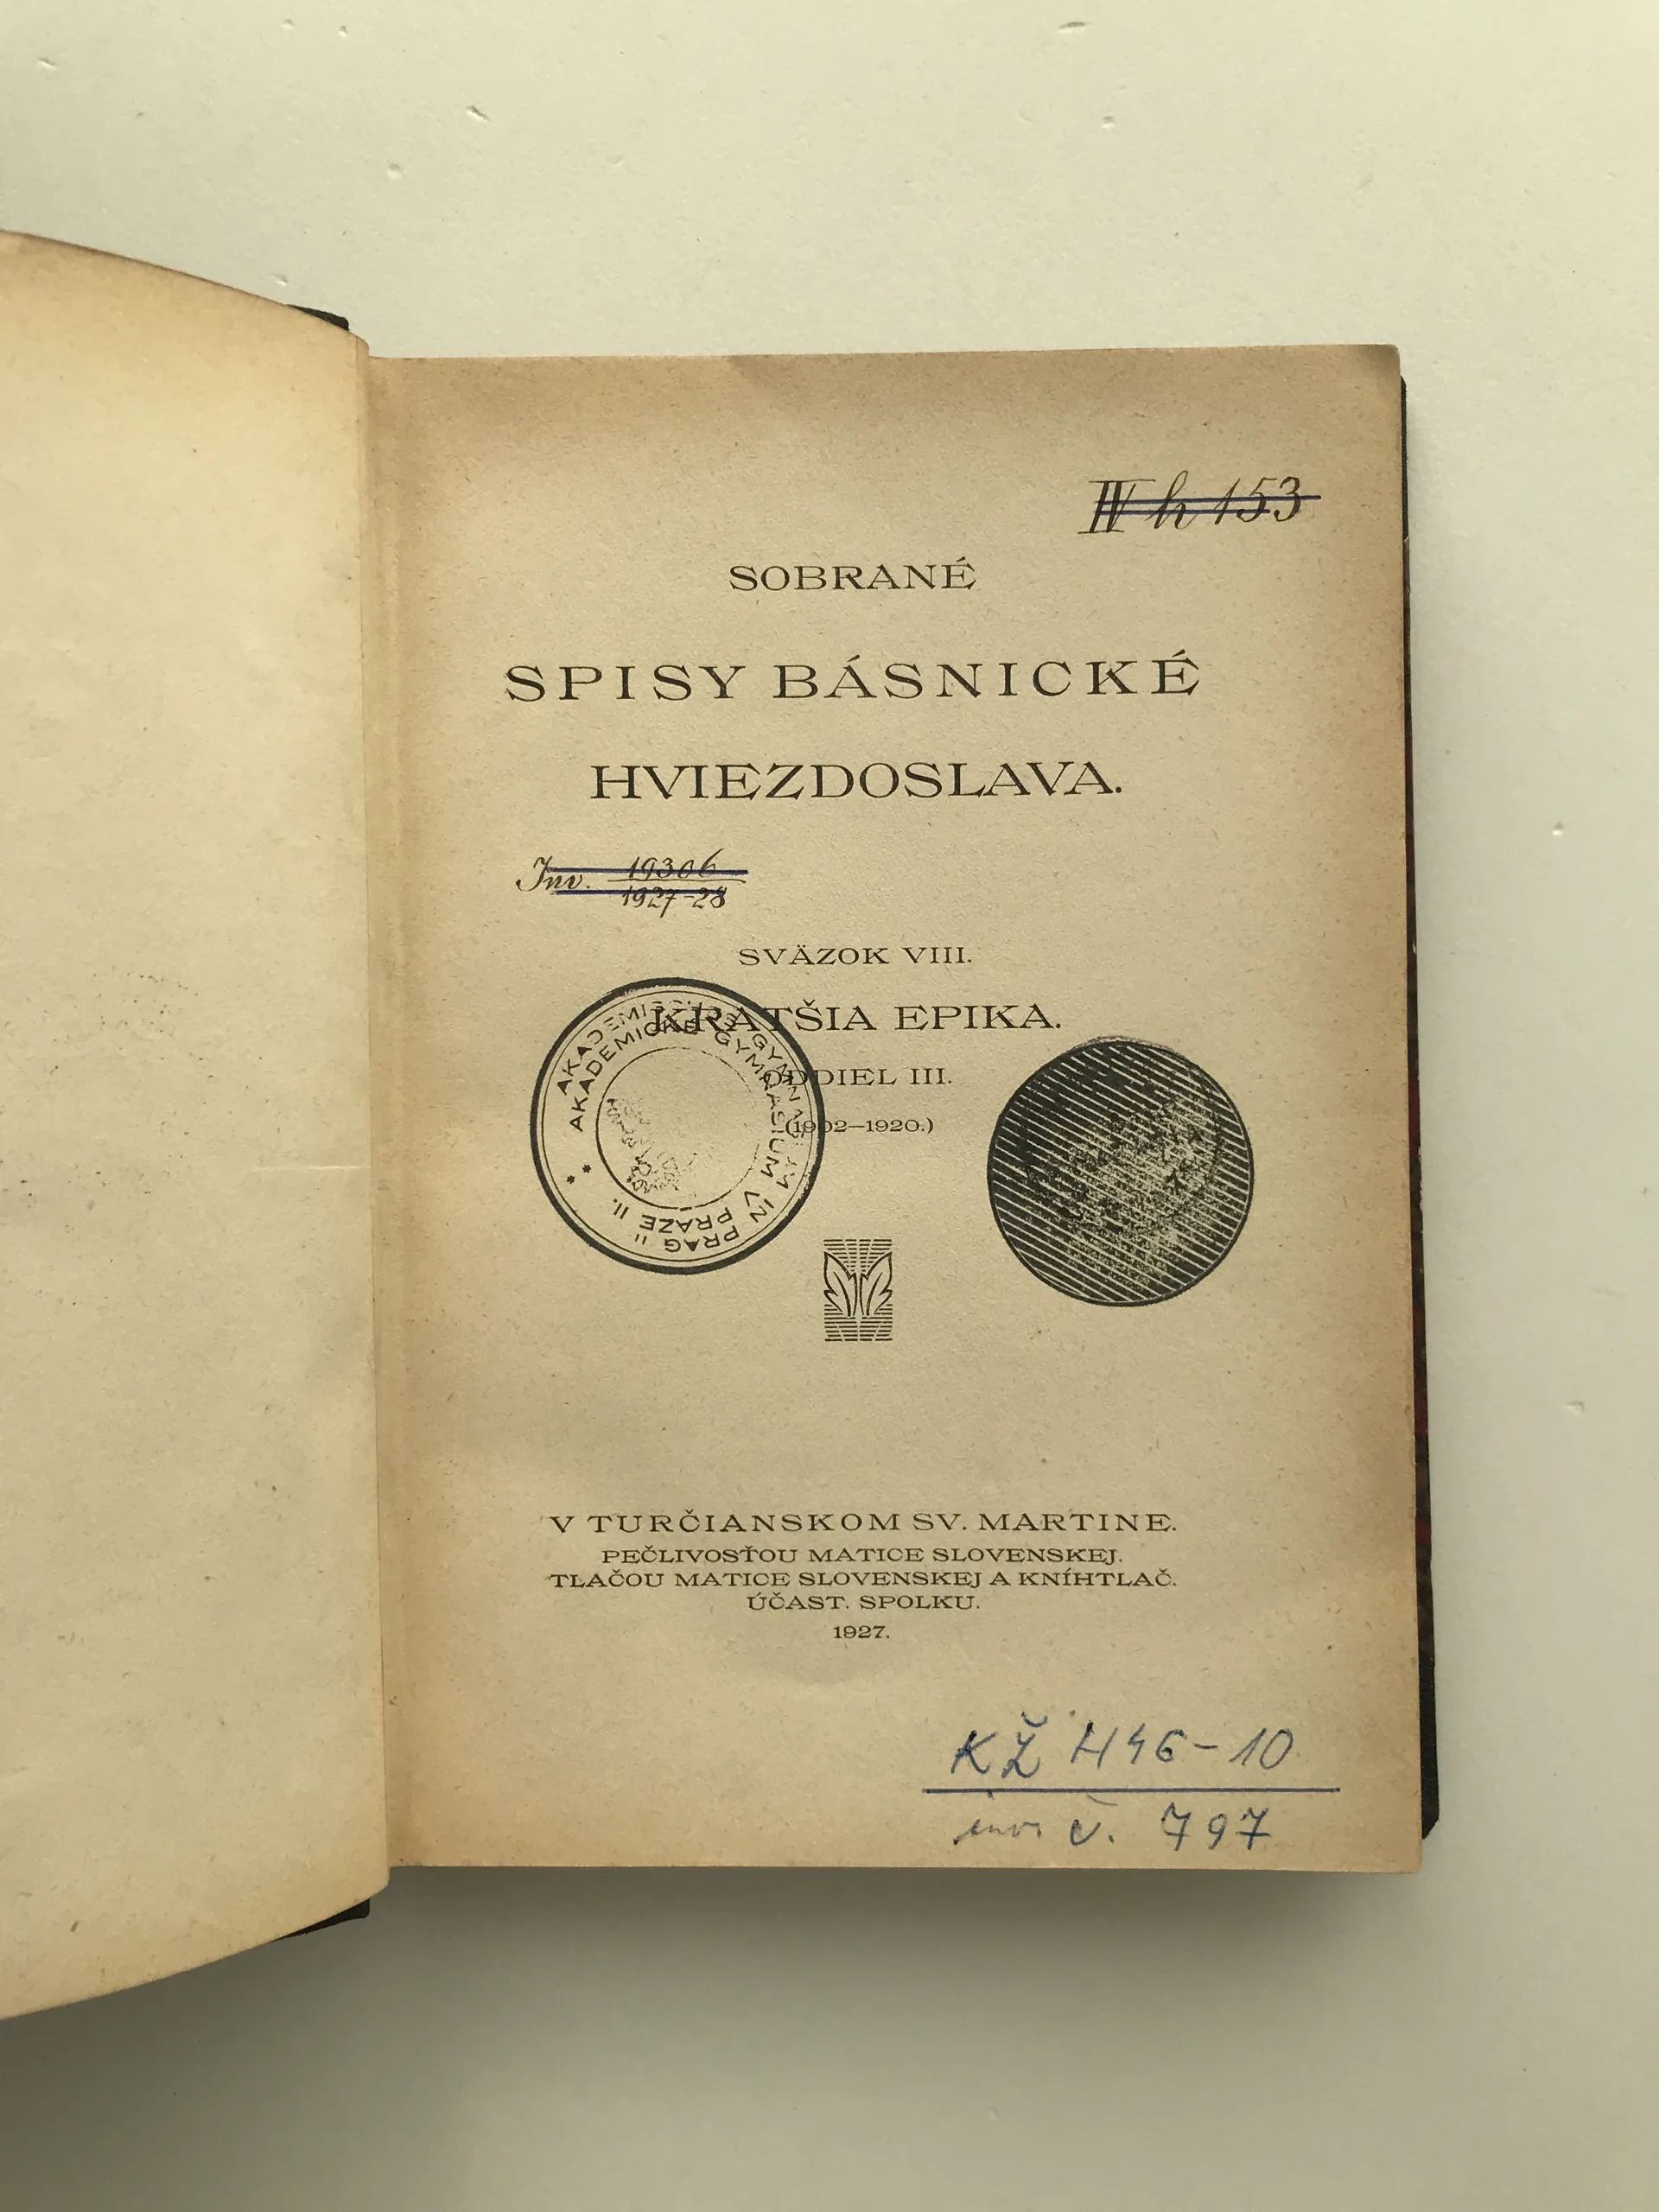 IV h 153
SOBRANÉ
SPISY BÁSNICKÉ
HVIEZDOSLAVA.
Inv. 19306
1927-28
SVÄZOK VIII.
KRATŠIA EPIKA.
ODDIEL III.
(1902—1920.)
AKADEMISCHES GYMNASIUM IN PRAG II.
AKADEMICKÉ GYMNASIUM V PRAZE II.
V TURČIANSKOM SV. MARTINE.
PEČLIVOSŤOU MATICE SLOVENSKEJ.
TLAČOU MATICE SLOVENSKEJ A KNÍHTLAČ.
ÚČAST. SPOLKU.
1927.
KŽ H46-10
inv. č. 797